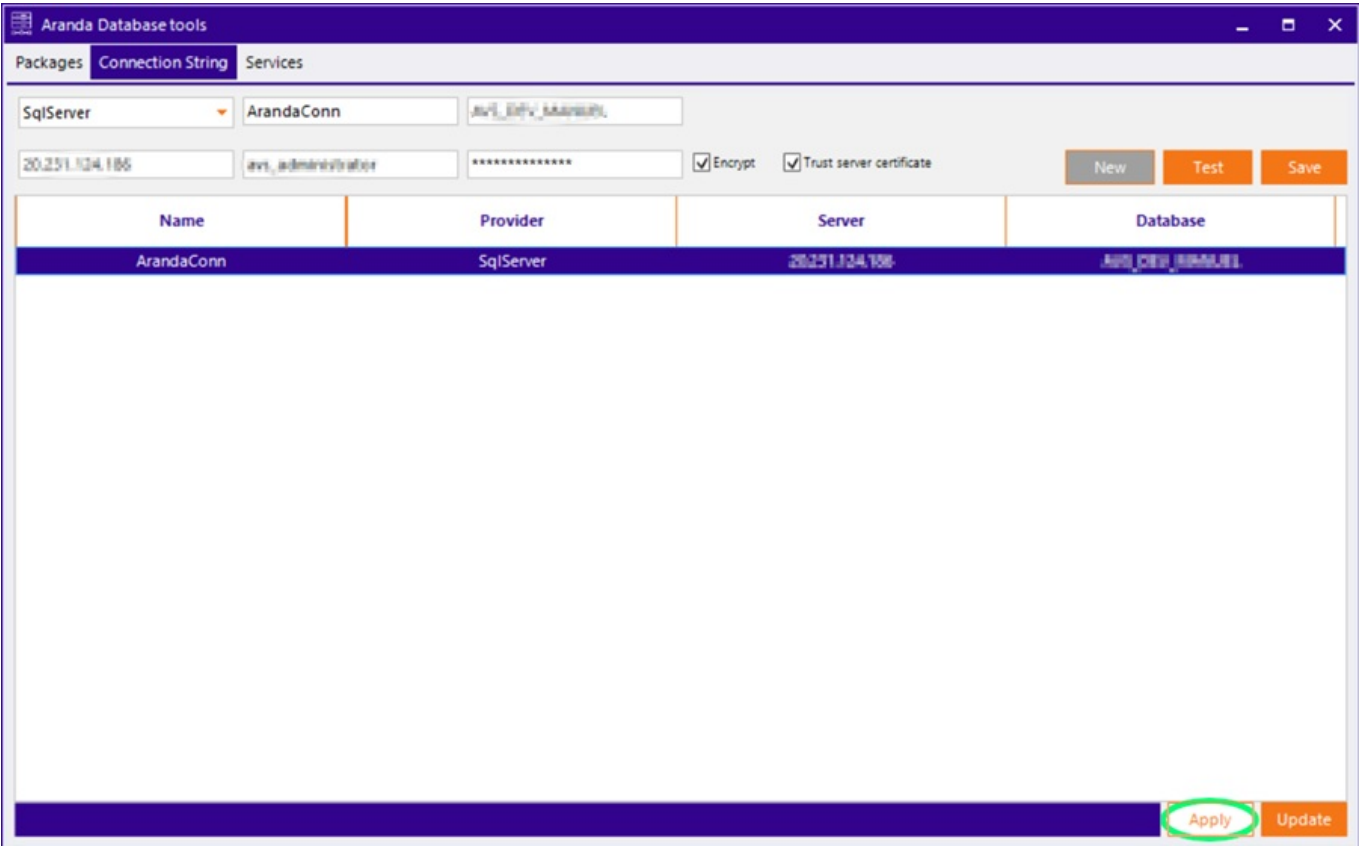 Aranda Database tools
Packages Connection String Services
SqlServer ArandaConn
************** Encrypt Trust server certificate New Test Save
Name Provider Server Database
ArandaConn SqlServer
Apply Update